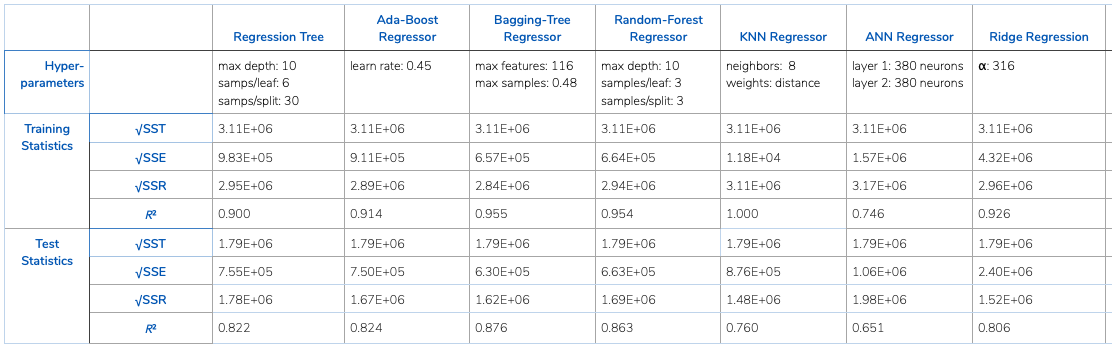 Regression Tree Ada-Boost Regressor Bagging-Tree Regressor Random-Forest Regressor KNN Regressor ANN Regressor Ridge Regression
Hyper-parameters max depth: 10 learn rate: 0.45 max features: 116 max depth: 10 neighbors: 8 layer 1: 380 neurons α: 316
samps/leaf: 6 max samples: 0.48 samples/leaf: 3 weights: distance layer 2: 380 neurons
samps/split: 30 samples/split: 3
Training Statistics √SST 3.11E+06 3.11E+06 3.11E+06 3.11E+06 3.11E+06 3.11E+06 3.11E+06
√SSE 9.83E+05 9.11E+05 6.57E+05 6.64E+05 1.18E+04 1.57E+06 4.32E+06
√SSR 2.95E+06 2.89E+06 2.84E+06 2.94E+06 3.11E+06 3.17E+06 2.96E+06
R² 0.900 0.914 0.955 0.954 1.000 0.746 0.926
Test Statistics √SST 1.79E+06 1.79E+06 1.79E+06 1.79E+06 1.79E+06 1.79E+06 1.79E+06
√SSE 7.55E+05 7.50E+05 6.30E+05 6.63E+05 8.76E+05 1.06E+06 2.40E+06
√SSR 1.78E+06 1.67E+06 1.62E+06 1.69E+06 1.48E+06 1.98E+06 1.52E+06
R² 0.822 0.824 0.876 0.863 0.760 0.651 0.806